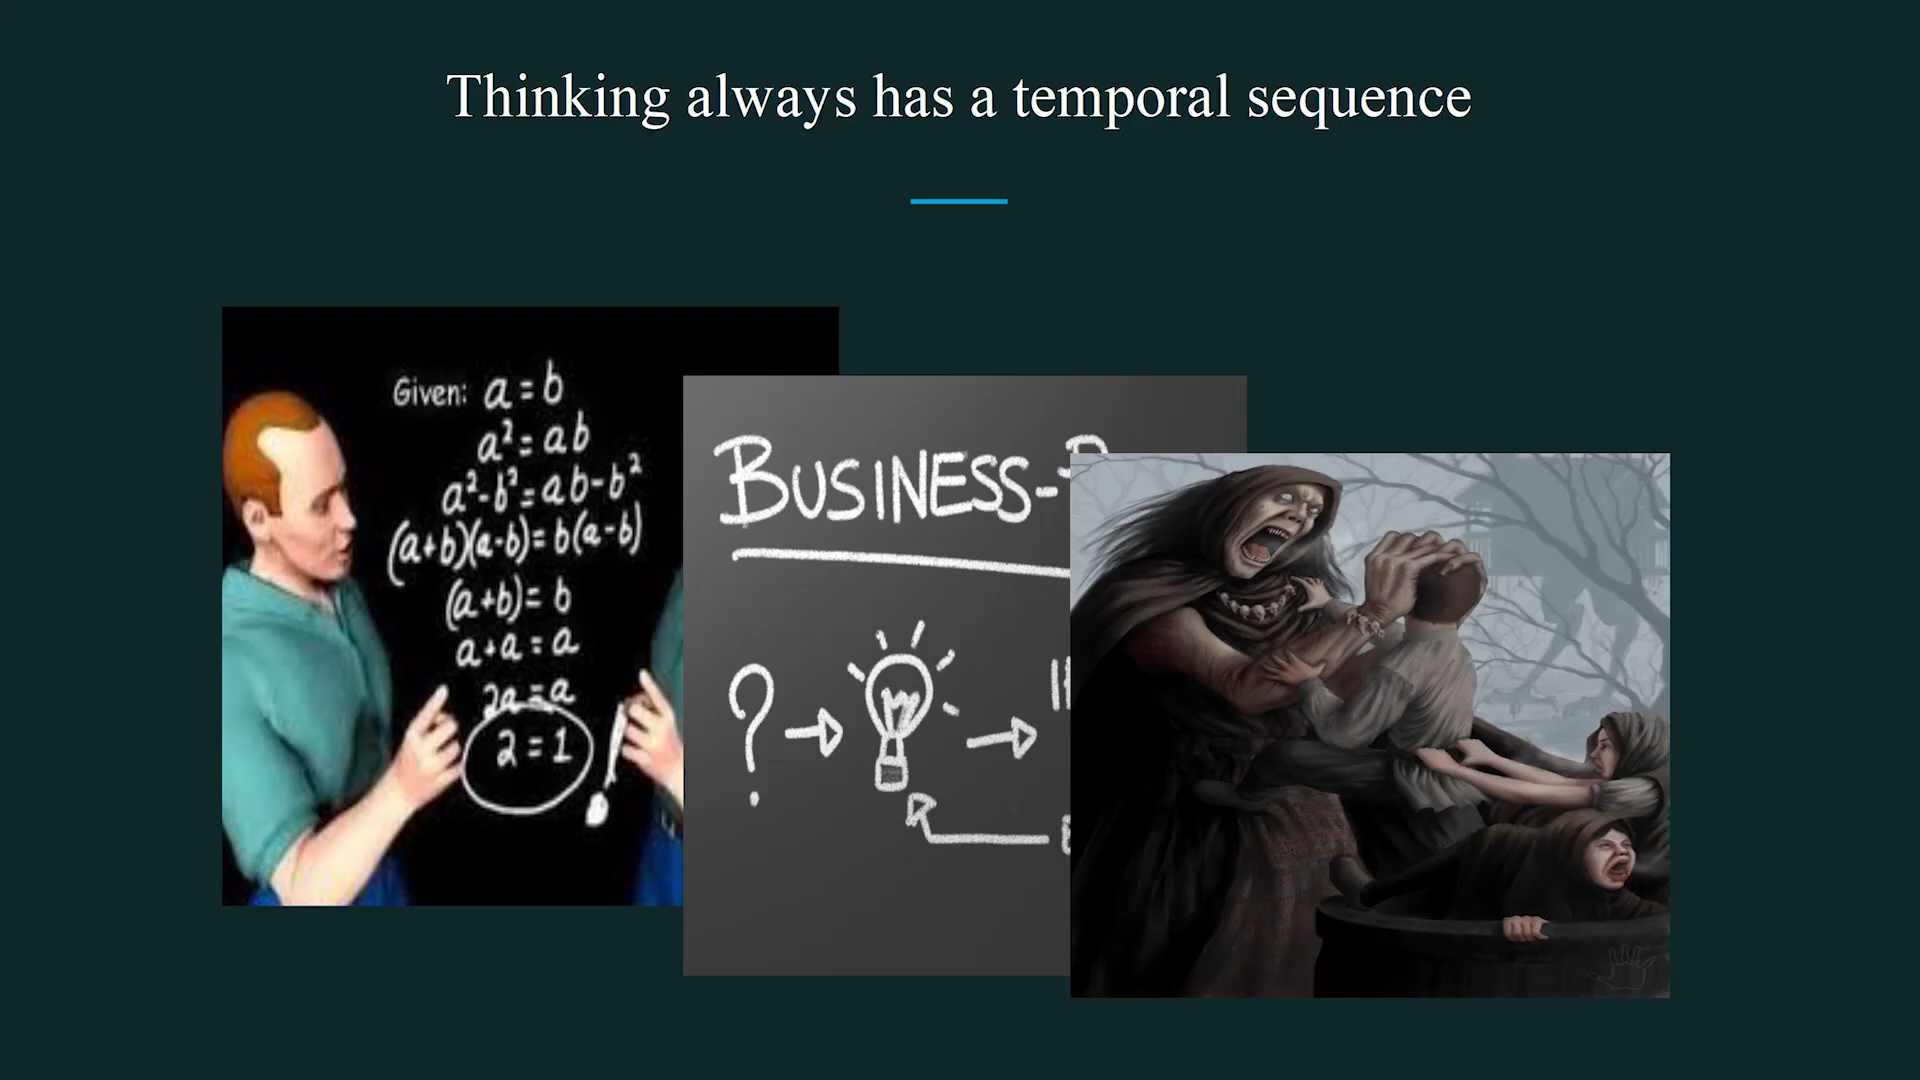 Thinking always has a temporal sequence
Given: a = b
a² = ab
a²-b² = ab-b²
(a+b)(a-b) = b(a-b)
(a+b) = b
a+a = a
2a = a
2 = 1
!
BUSINESS-
?